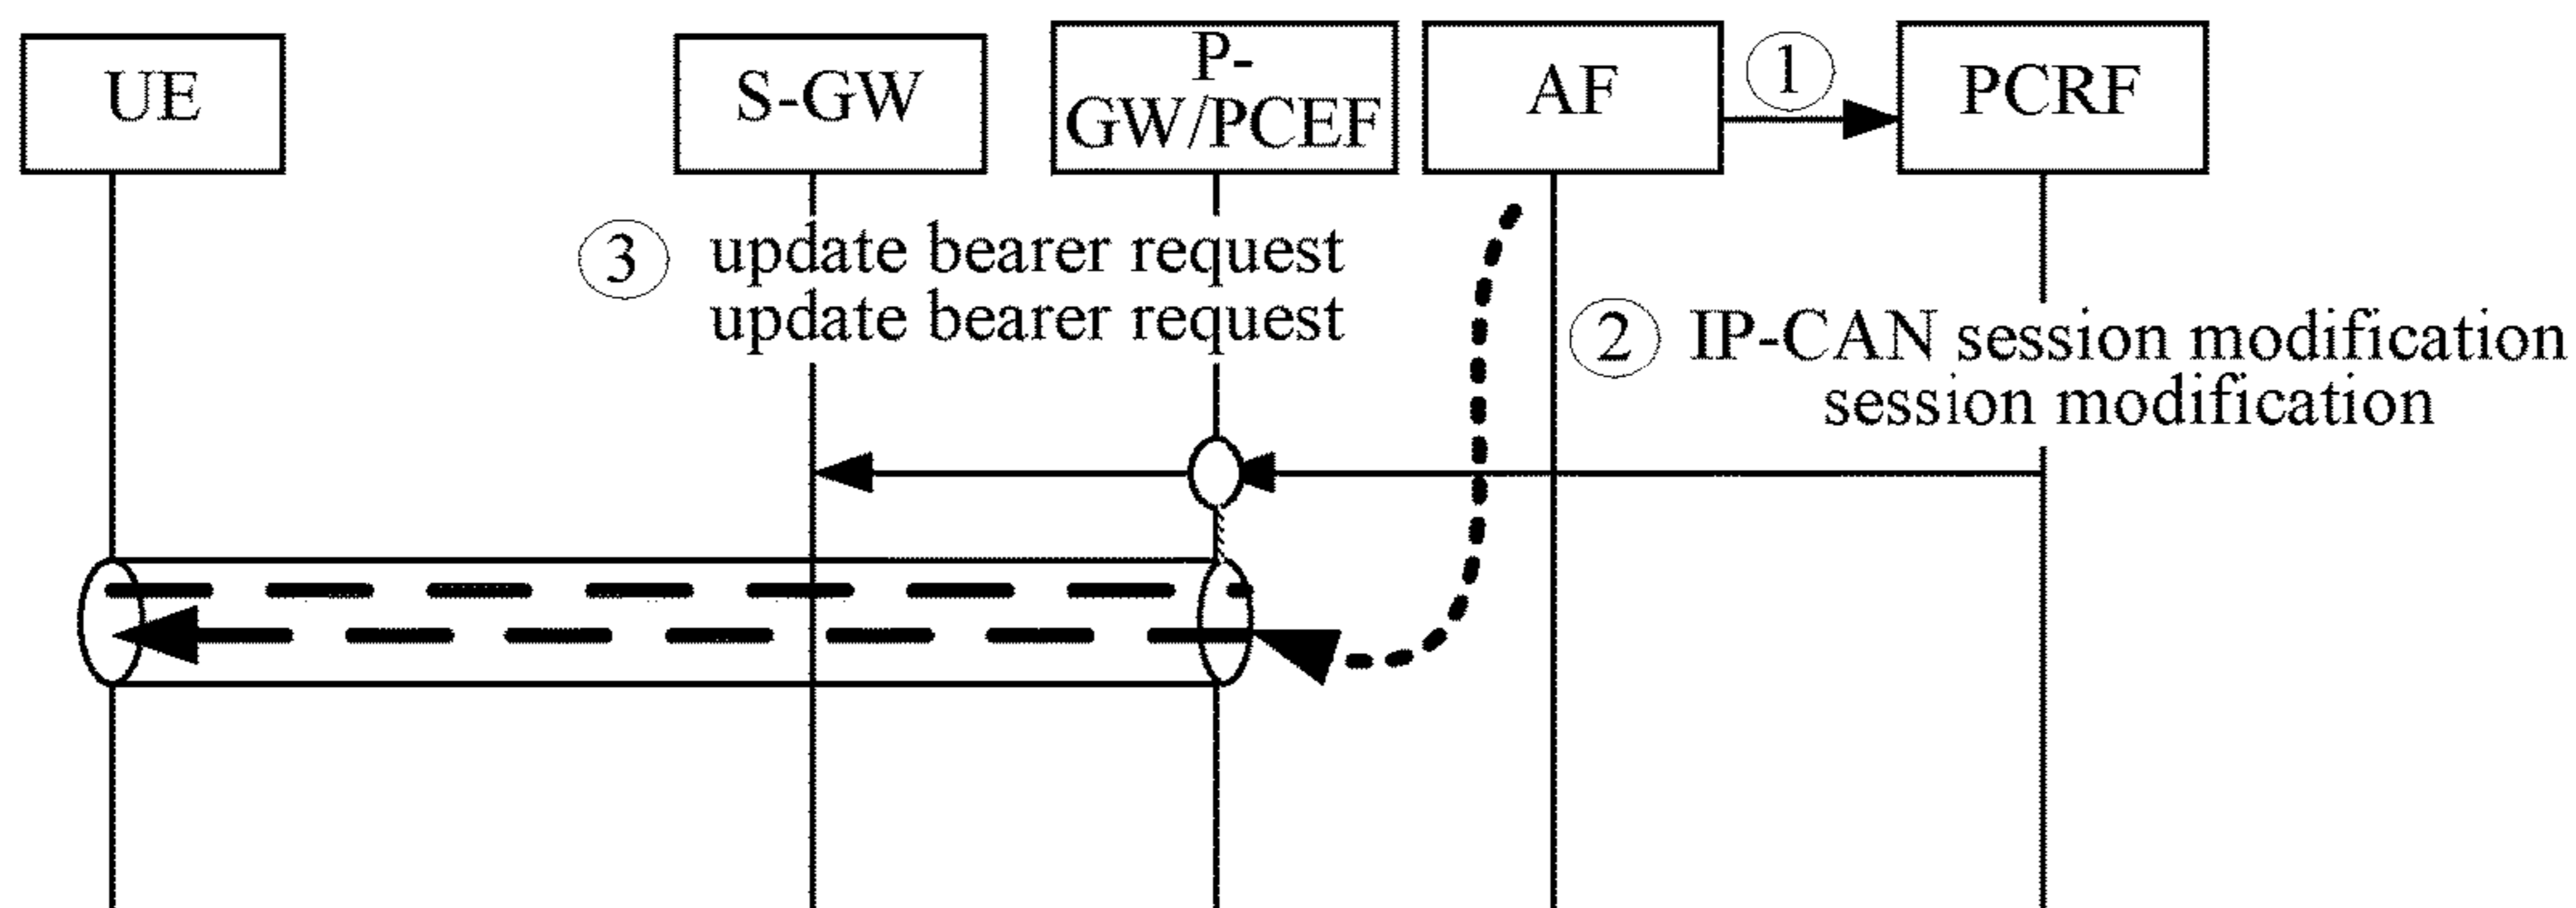 UE
S-GW
P-
GW/PCEF
AF
①
PCRF
③ update bearer request
update bearer request
② IP-CAN session modification
session modification